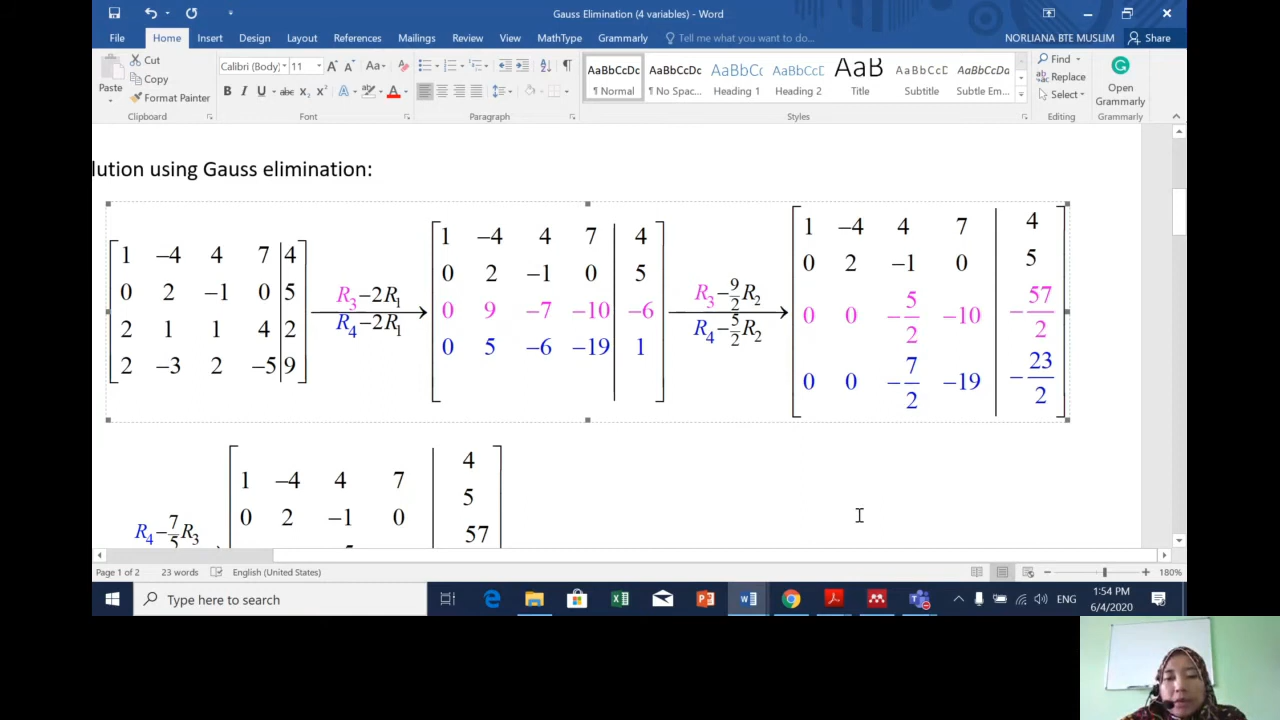 Gauss Elimination (4 variables) - Word
File Home Insert Design Layout References Mailings Review View MathType Grammarly Tell me what you want to do... NORLIANA BTE MUSLIM Share
Paste Cut Copy Format Painter
Calibri (Body) 11
AaBbCcDc AaBbCcDc AaBbCc AaBbCcD AaB AaBbCcD AaBbCcDd
¶ Normal ¶ No Spac... Heading 1 Heading 2 Title Subtitle Subtle Em...
Find Replace Select
Open Grammarly
Clipboard Font Paragraph Styles Editing Grammarly
lution using Gauss elimination:
1 −4 4 7 | 4
0 2 −1 0 | 5
2 1 1 4 | 2
2 −3 2 −5 | 9
R₃−2R₁
R₄−2R₁
1 −4 4 7 | 4
0 2 −1 0 | 5
0 9 −7 −10 | −6
0 5 −6 −19 | 1
R₃−9/2R₂
R₄−5/2R₂
1 −4 4 7 | 4
0 2 −1 0 | 5
0 0 −5/2 −10 | −57/2
0 0 −7/2 −19 | −23/2
R₄−7/5R₃
1 −4 4 7 | 4
0 2 −1 0 | 5
5 | 57
Page 1 of 2 23 words English (United States) 180%
Type here to search
ENG
1:54 PM
6/4/2020